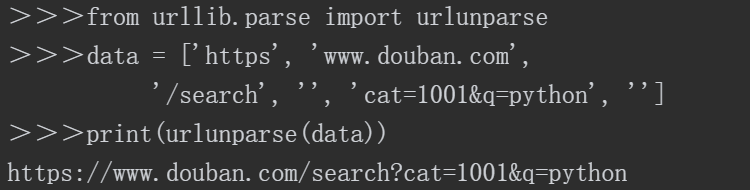 >>>from urllib.parse import urlunparse
>>>data = ['https', 'www.douban.com',
'/search', '', 'cat=1001&q=python', '']
>>>print(urlunparse(data))
https://www.douban.com/search?cat=1001&q=python